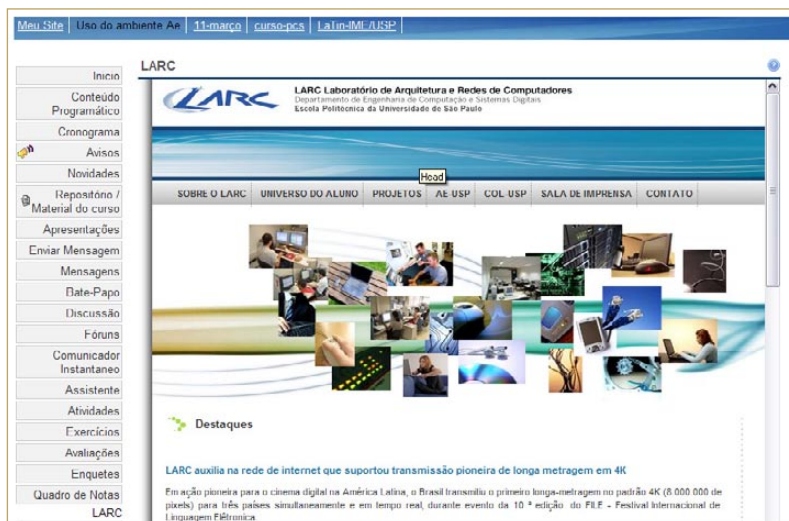 Meu Site Uso do ambiente Ae 11-março curso-pcs LaTin-IME/USP
LARC
Início
Conteúdo
Programático
Cronograma
Avisos
Novidades
Repositório /
Material do curso
Apresentações
Enviar Mensagem
Mensagens
Bate-Papo
Discussão
Fóruns
Comunicador
Instantaneo
Assistente
Atividades
Exercícios
Avaliações
Enquetes
Quadro de Notas
LARC
LARC
LARC Laboratório de Arquitetura e Redes de Computadores
Departamento de Engenharia de Computação e Sistemas Digitais
Escola Politécnica da Universidade de São Paulo
Head
SOBRE O LARC UNIVERSO DO ALUNO PROJETOS AE-USP COL-USP SALA DE IMPRENSA CONTATO
Destaques
LARC auxilia na rede de internet que suportou transmissão pioneira de longa metragem em 4K
Em ação pioneira para o cinema digital na América Latina, o Brasil transmitiu o primeiro longa-metragem no padrão 4K (8.000.000 de
pixels) para três países simultaneamente e em tempo real, durante evento da 10 ª edição do FILE - Festival Internacional de
Linguagem Eletrônica.